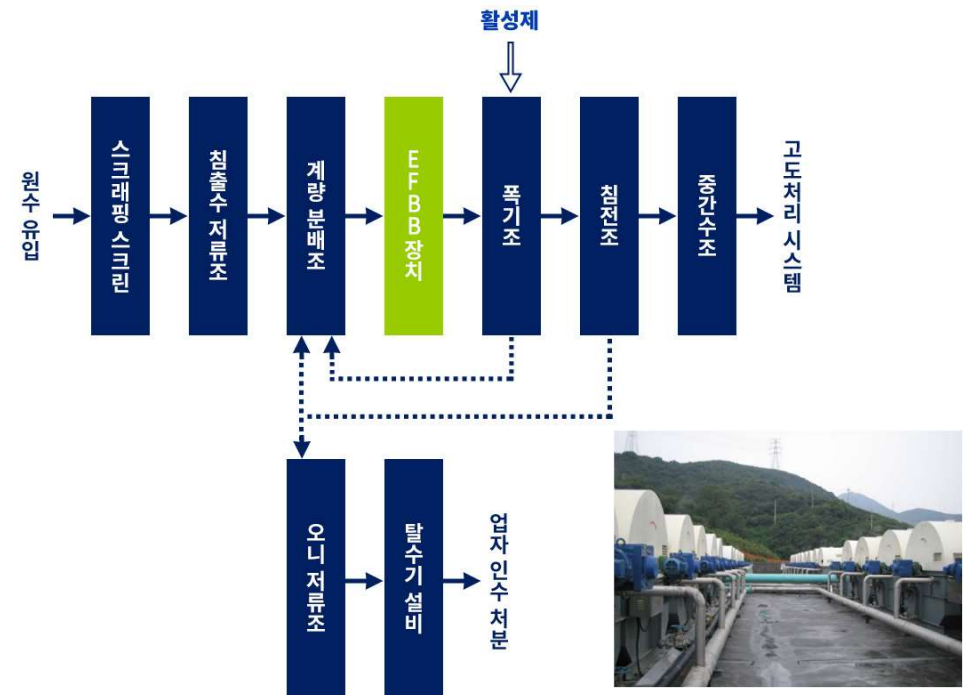 활성제
원수 유입
스크래핑 스크린
침출수 저류조
계량 분배조
EFBB 장치
폭기조
침전조
중간수조
고도처리 시스템
오니 저류조
탈수기 설비
업자 인수 처분